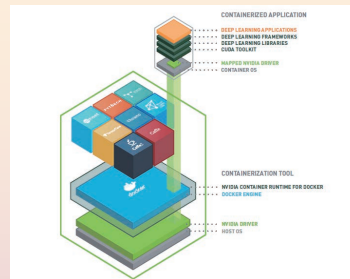 CONTAINERIZED APPLICATION
DEEP LEARNING APPLICATIONS
DEEP LEARNING FRAMEWORKS
DEEP LEARNING LIBRARIES
CUDA TOOLKIT
MAPPED NVIDIA DRIVER
CONTAINER OS
CONTAINERIZATION TOOL
NVIDIA CONTAINER RUNTIME FOR DOCKER
DOCKER ENGINE
docker
NVIDIA DRIVER
HOST OS